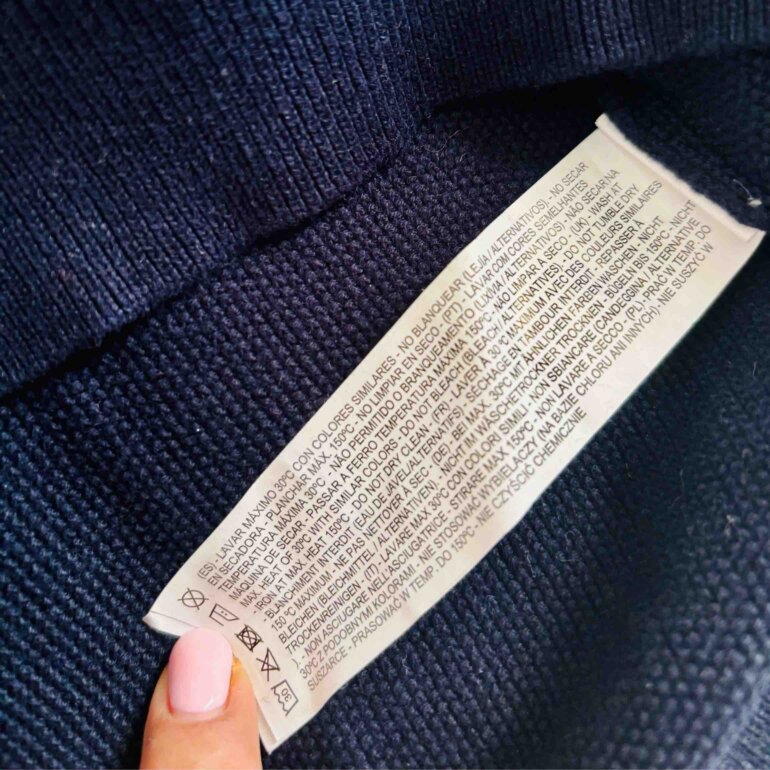 (ES) - LAVAR MÁXIMO 30ºC CON COLORES SIMILARES - NO BLANQUEAR (LEJÍA/ALTERNATIVOS) - NO SECAR
EN SECADORA - PLANCHAR MAX. 150ºC - NO LIMPIAR EN SECO - (PT) - LAVAR COM CORES SEMELHANTES
TEMPERATURA MÁXIMA 30ºC - NÃO PERMITIDO O BRANQUEAMENTO (LIXÍVIA/ALTERNATIVO) - NÃO SECAR NA
MÁQUINA DE SECAR - PASSAR A FERRO TEMPERATURA MÁXIMA 150ºC - NÃO LIMPAR A SECO - (UK) - WASH AT
MAX. HEAT OF 30ºC WITH SIMILAR COLORS - DO NOT BLEACH (BLEACH / ALTERNATIVES) - DO NOT TUMBLE DRY
- IRON AT MAX. HEAT 150ºC - DO NOT DRY CLEAN - (FR) - LAVER À 30ºC MAXIMUM AVEC DES COULEURS SIMILAIRES
BLANCHIMENT INTERDIT (EAU DE JAVEL/ALTERNATIFS) - SÉCHAGE EN TAMBOUR INTERDIT - REPASSER À
150 ºC MAXIMUM - NE PAS NETTOYER À SEC - (DE) - BEI MAX. 30ºC MIT ÄHNLICHEN FARBEN WASCHEN - NICHT
BLEICHEN (BLEICHMITTEL, ALTERNATIVEN) - NICHT IM WÄSCHETROCKNER TROCKNEN - BÜGELN BIS 150ºC - NICHT
TROCKENREINIGEN - (IT) - LAVARE MAX 30ºC CON COLORI SIMILI - NON SBIANCARE (CANDEGGINA / ALTERNATIVE
) - NON ASCIUGARE NELL'ASCIUGATRICE - STIRARE MAX 150ºC - NON LAVARE A SECCO - (PL) - PRAĆ W TEMP. DO
30ºC Z PODOBNYMI KOLORAMI - NIE STOSOWAĆ WYBIELACZY (NA BAZIE CHLORU ANI INNYCH). NIE SUSZYĆ W
SUSZARCE - PRASOWAĆ W TEMP. DO 150ºC - NIE CZYŚCIĆ CHEMICZNIE
30º